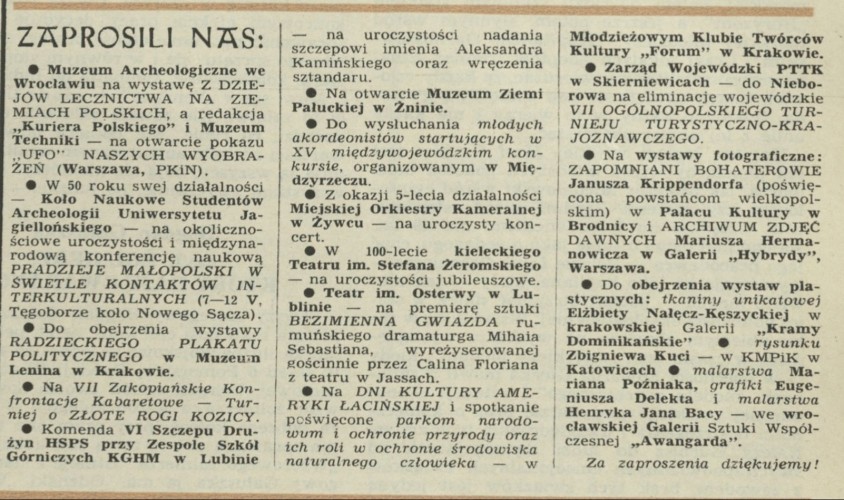 ZAPROSILI NAS:
● Muzeum Archeologiczne we
Wrocławiu na wystawę Z DZIE-
JÓW LECZNICTWA NA ZIE-
MIACH POLSKICH, a redakcja
„Kuriera Polskiego" i Muzeum
Techniki — na otwarcie pokazu
„UFO" NASZYCH WYOBRA-
ŻEŃ (Warszawa, PKiN).
● W 50 roku swej działalności
— Koło Naukowe Studentów
Archeologii Uniwersytetu Ja-
giellońskiego — na okoliczno-
ściowe uroczystości i międzyna-
rodową konferencję naukową
PRADZIEJE MAŁOPOLSKI W
ŚWIETLE KONTAKTÓW IN-
TERKULTURALNYCH (7—12 V,
Tęgoborze koło Nowego Sącza).
● Do obejrzenia wystawy
RADZIECKIEGO PLAKATU
POLITYCZNEGO w Muzeum
Lenina w Krakowie.
● Na VII Zakopiańskie Kon-
frontacje Kabaretowe — Tur-
niej o ZŁOTE ROGI KOZICY.
● Komenda VI Szczepu Dru-
żyn HSPS przy Zespole Szkół
Górniczych KGHM w Lubinie
— na uroczystości nadania
szczepowi imienia Aleksandra
Kamińskiego oraz wręczenia
sztandaru.
● Na otwarcie Muzeum Ziemi
Pałuckiej w Żninie.
● Do wysłuchania młodych
akordeonistów startujących w
XV międzywojewódzkim kon-
kursie, organizowanym w Mię-
dzyrzeczu.
● Z okazji 5-lecia działalności
Miejskiej Orkiestry Kameralnej
w Żywcu — na uroczysty kon-
cert.
● W 100-lecie kieleckiego
Teatru im. Stefana Żeromskiego
— na uroczystości jubileuszowe.
● Teatr im. Osterwy w Lu-
blinie — na premierę sztuki
BEZIMIENNA GWIAZDA ru-
muńskiego dramaturga Mihaia
Sebastiana, wyreżyserowanej
gościnnie przez Calina Floriana
z teatru w Jassach.
● Na DNI KULTURY AME-
RYKI ŁACIŃSKIEJ i spotkanie
poświęcone parkom narodo-
wym i ochronie przyrody oraz
ich roli w ochronie środowiska
naturalnego człowieka — w
Młodzieżowym Klubie Twórców
Kultury „Forum" w Krakowie.
● Zarząd Wojewódzki PTTK
w Skierniewicach — do Niebo-
rowa na eliminacje wojewódzkie
VII OGÓLNOPOLSKIEGO TUR-
NIEJU TURYSTYCZNO-KRA-
JOZNAWCZEGO.
● Na wystawy fotograficzne:
ZAPOMNIANI BOHATEROWIE
Janusza Krippendorfa (poświę-
cona powstańcom wielkopol-
skim) w Pałacu Kultury w
Brodnicy i ARCHIWUM ZDJĘĆ
DAWNYCH Mariusza Herma-
nowicza w Galerii „Hybrydy",
Warszawa.
● Do obejrzenia wystaw pla-
stycznych: tkaniny unikatowej
Elżbiety Nałęcz-Kęszyckiej w
krakowskiej Galerii „Kramy
Dominikańskie" ● rysunku
Zbigniewa Kuci — w KMPiK w
Katowicach ● malarstwa Ma-
riana Poźniaka, grafiki Euge-
niusza Delekta i malarstwa
Henryka Jana Bacy — we wro-
cławskiej Galerii Sztuki Współ-
czesnej „Awangarda".
Za zaproszenia dziękujemy!